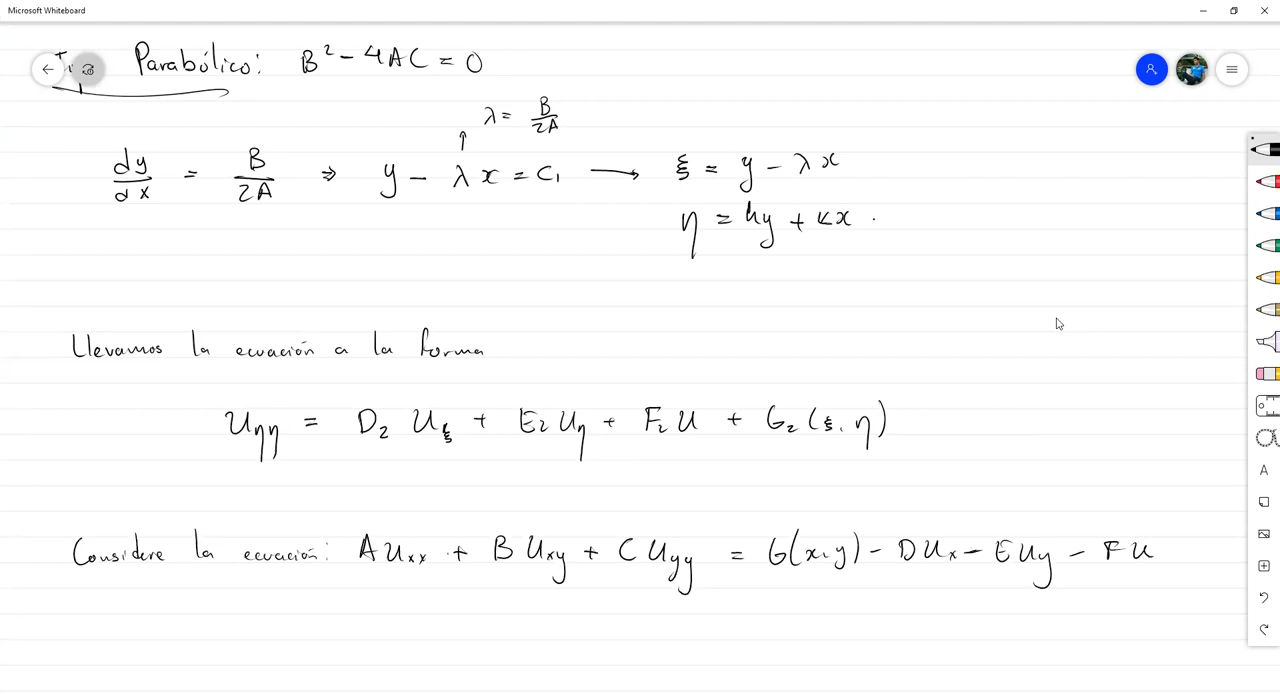 Microsoft Whiteboard
Parabólico: B² - 4AC = 0
λ = B/2A
dy/dx = B/2A ⇒ y - λx = C₁ → ξ = y - λx
η = hy + kx.
Llevamos la ecuación a la forma
Uηη = D₂ Uξ + E₂ Uη + F₂ U + G₂(ξ, η)
Considere la ecuación: A Uxx + B Uxy + C Uyy = G(x,y) - D Ux - E Uy - F U
A